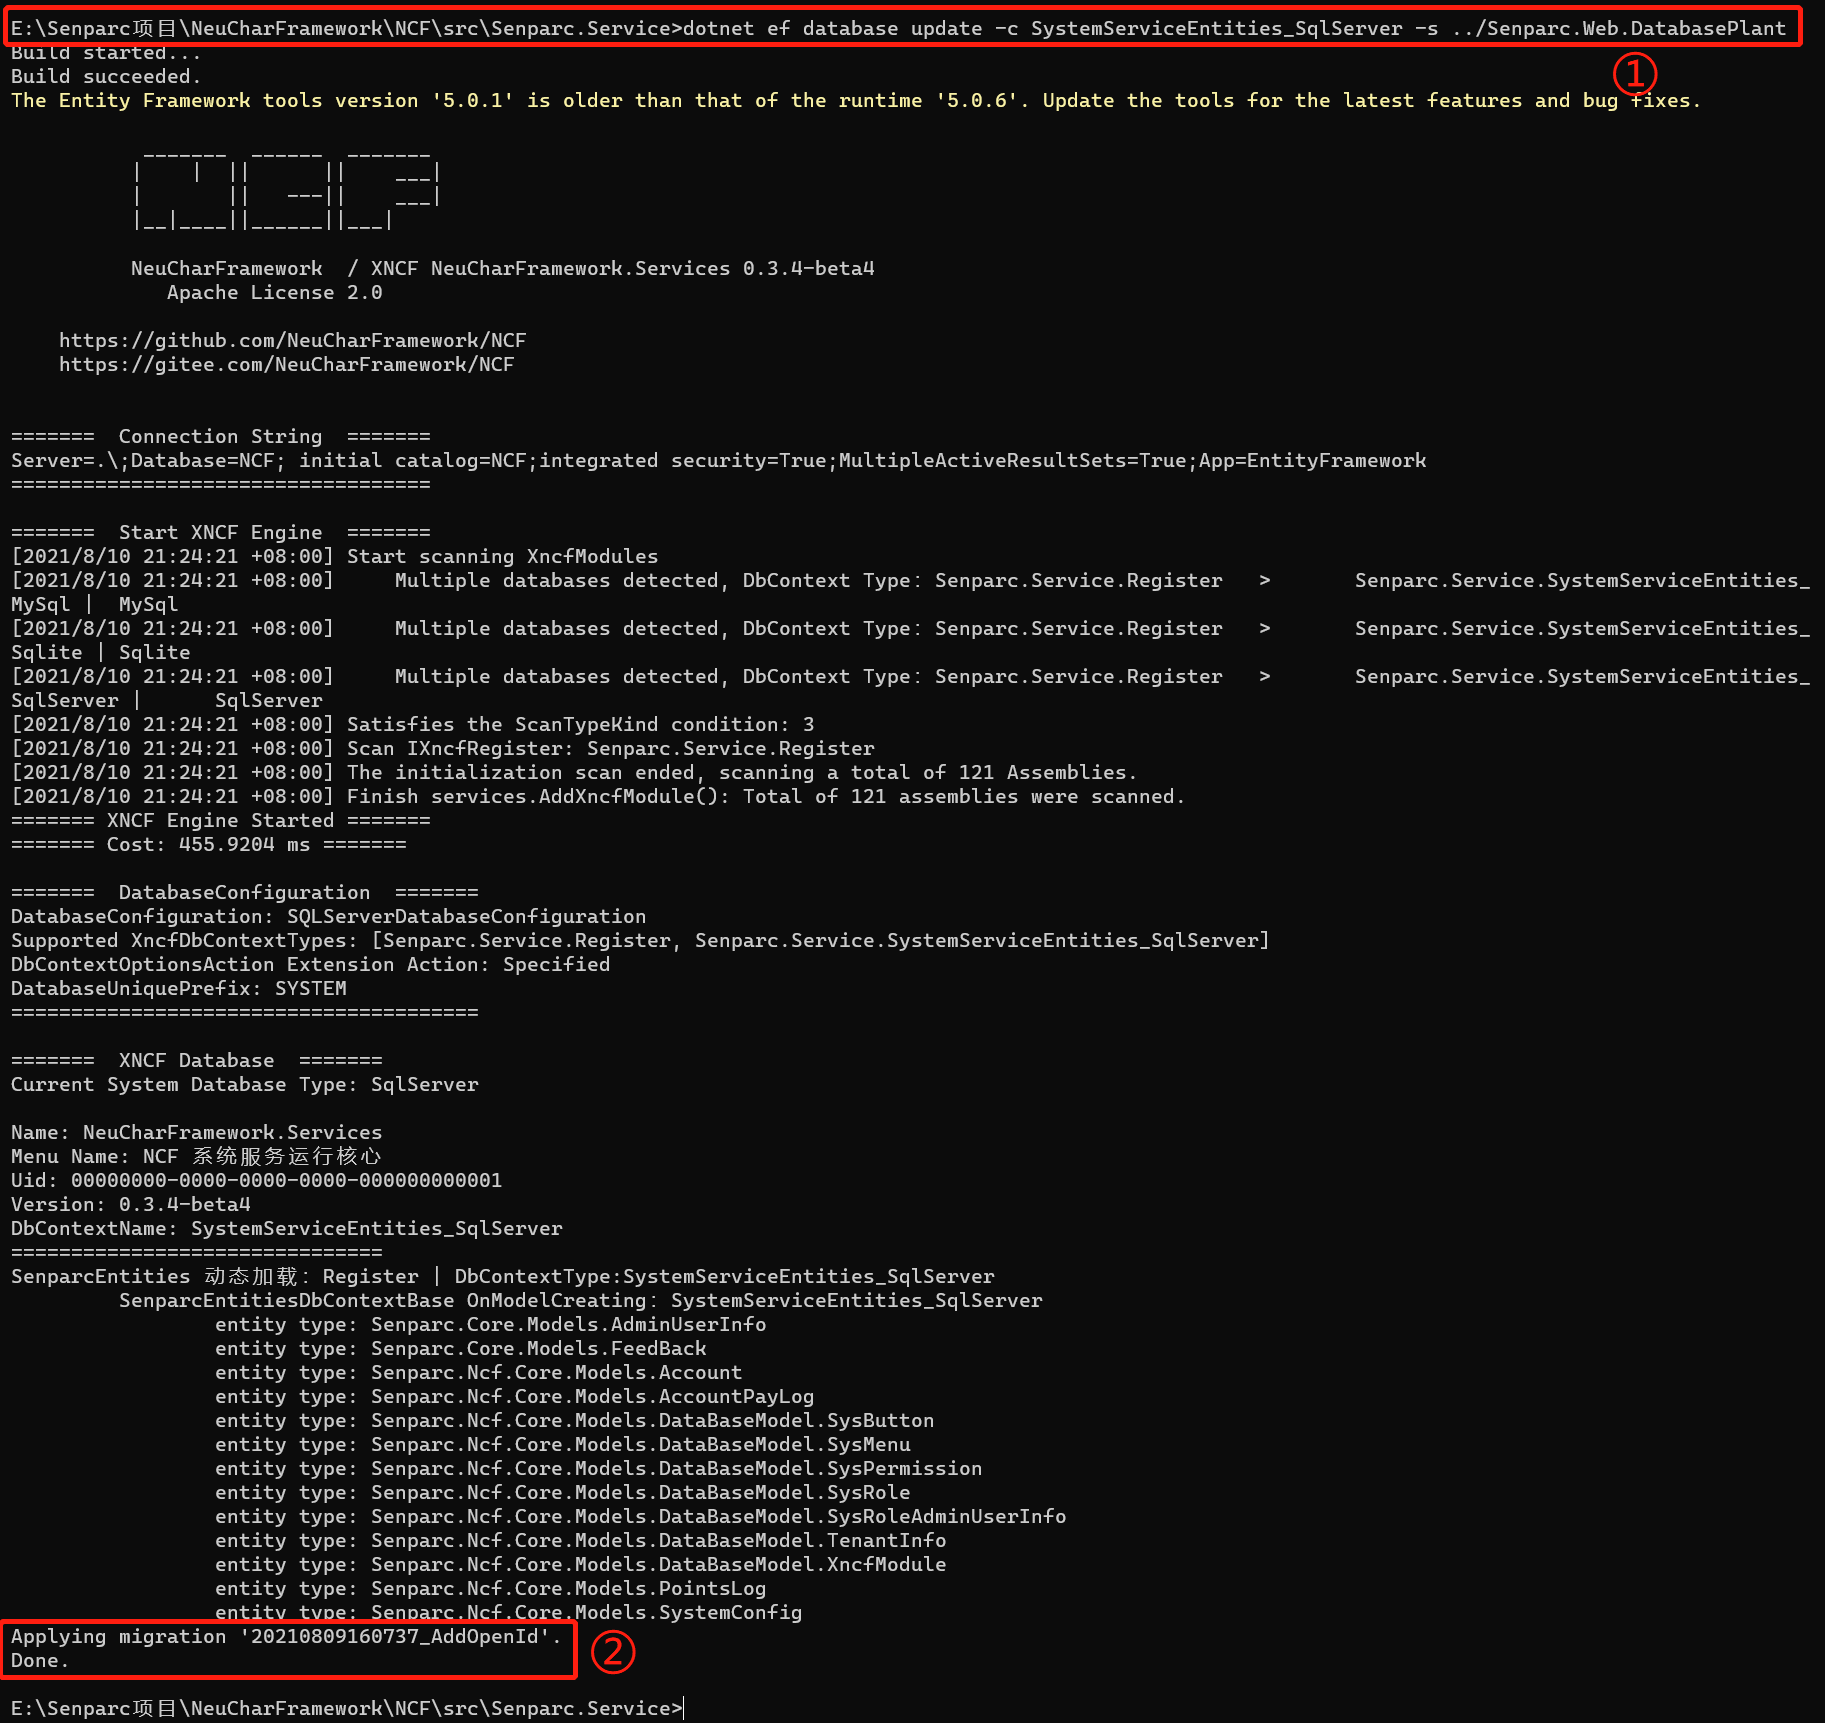 E:\Senparc项目\NeuCharFramework\NCF\src\Senparc.Service>dotnet ef database update -c SystemServiceEntities_SqlServer -s ../Senparc.Web.DatabasePlant
Build started...
①
Build succeeded.
The Entity Framework tools version '5.0.1' is older than that of the runtime '5.0.6'. Update the tools for the latest features and bug fixes.
 _______  ______  _______
|    |  ||      ||    ___|
|       ||   ---||    ___|
|__|____||______||___|
NeuCharFramework  / XNCF NeuCharFramework.Services 0.3.4-beta4
Apache License 2.0
https://github.com/NeuCharFramework/NCF
https://gitee.com/NeuCharFramework/NCF
=======  Connection String  =======
Server=.\;Database=NCF; initial catalog=NCF;integrated security=True;MultipleActiveResultSets=True;App=EntityFramework
===================================
=======  Start XNCF Engine  =======
[2021/8/10 21:24:21 +08:00] Start scanning XncfModules
[2021/8/10 21:24:21 +08:00]     Multiple databases detected, DbContext Type: Senparc.Service.Register   >       Senparc.Service.SystemServiceEntities_
MySql |  MySql
[2021/8/10 21:24:21 +08:00]     Multiple databases detected, DbContext Type: Senparc.Service.Register   >       Senparc.Service.SystemServiceEntities_
Sqlite | Sqlite
[2021/8/10 21:24:21 +08:00]     Multiple databases detected, DbContext Type: Senparc.Service.Register   >       Senparc.Service.SystemServiceEntities_
SqlServer |      SqlServer
[2021/8/10 21:24:21 +08:00] Satisfies the ScanTypeKind condition: 3
[2021/8/10 21:24:21 +08:00] Scan IXncfRegister: Senparc.Service.Register
[2021/8/10 21:24:21 +08:00] The initialization scan ended, scanning a total of 121 Assemblies.
[2021/8/10 21:24:21 +08:00] Finish services.AddXncfModule(): Total of 121 assemblies were scanned.
======= XNCF Engine Started =======
======= Cost: 455.9204 ms =======
=======  DatabaseConfiguration  =======
DatabaseConfiguration: SQLServerDatabaseConfiguration
Supported XncfDbContextTypes: [Senparc.Service.Register, Senparc.Service.SystemServiceEntities_SqlServer]
DbContextOptionsAction Extension Action: Specified
DatabaseUniquePrefix: SYSTEM
=======================================
=======  XNCF Database  =======
Current System Database Type: SqlServer
Name: NeuCharFramework.Services
Menu Name: NCF 系统服务运行核心
Uid: 00000000-0000-0000-0000-000000000001
Version: 0.3.4-beta4
DbContextName: SystemServiceEntities_SqlServer
===============================
SenparcEntities 动态加载: Register | DbContextType:SystemServiceEntities_SqlServer
SenparcEntitiesDbContextBase OnModelCreating: SystemServiceEntities_SqlServer
entity type: Senparc.Core.Models.AdminUserInfo
entity type: Senparc.Core.Models.FeedBack
entity type: Senparc.Ncf.Core.Models.Account
entity type: Senparc.Ncf.Core.Models.AccountPayLog
entity type: Senparc.Ncf.Core.Models.DataBaseModel.SysButton
entity type: Senparc.Ncf.Core.Models.DataBaseModel.SysMenu
entity type: Senparc.Ncf.Core.Models.DataBaseModel.SysPermission
entity type: Senparc.Ncf.Core.Models.DataBaseModel.SysRole
entity type: Senparc.Ncf.Core.Models.DataBaseModel.SysRoleAdminUserInfo
entity type: Senparc.Ncf.Core.Models.DataBaseModel.TenantInfo
entity type: Senparc.Ncf.Core.Models.DataBaseModel.XncfModule
entity type: Senparc.Ncf.Core.Models.PointsLog
entity type: Senparc.Ncf.Core.Models.SystemConfig
Applying migration '20210809160737_AddOpenId'.
②
Done.
E:\Senparc项目\NeuCharFramework\NCF\src\Senparc.Service>